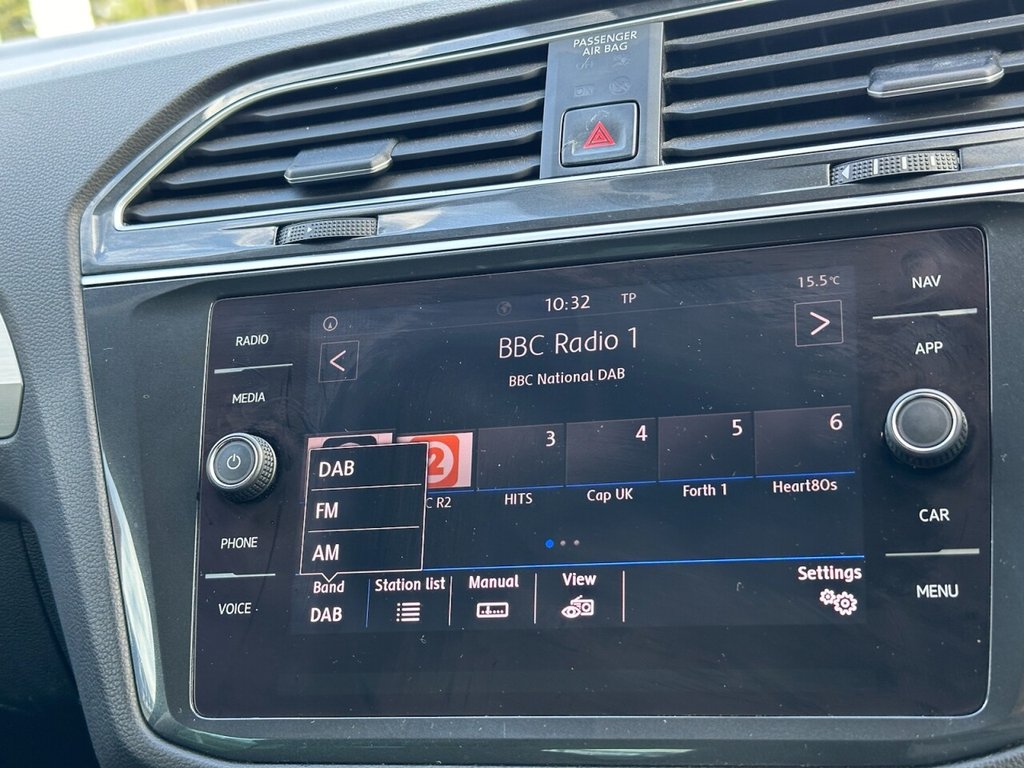 PASSENGER
AIR BAG
10:32 TP 15.5°C
NAV
RADIO
< BBC Radio 1 >
APP
BBC National DAB
MEDIA
2 3 4 5 6
C R2 HITS Cap UK Forth 1 Heart80s
DAB
FM
AM
PHONE
CAR
Band Station list Manual View Settings
DAB
VOICE
MENU